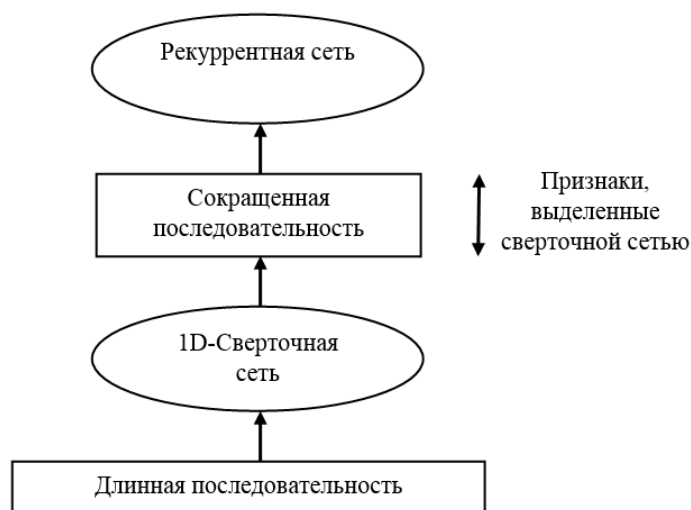 Рекуррентная сеть
Сокращенная
последовательность
Признаки,
выделенные
сверточной сетью
1D-Сверточная
сеть
Длинная последовательность